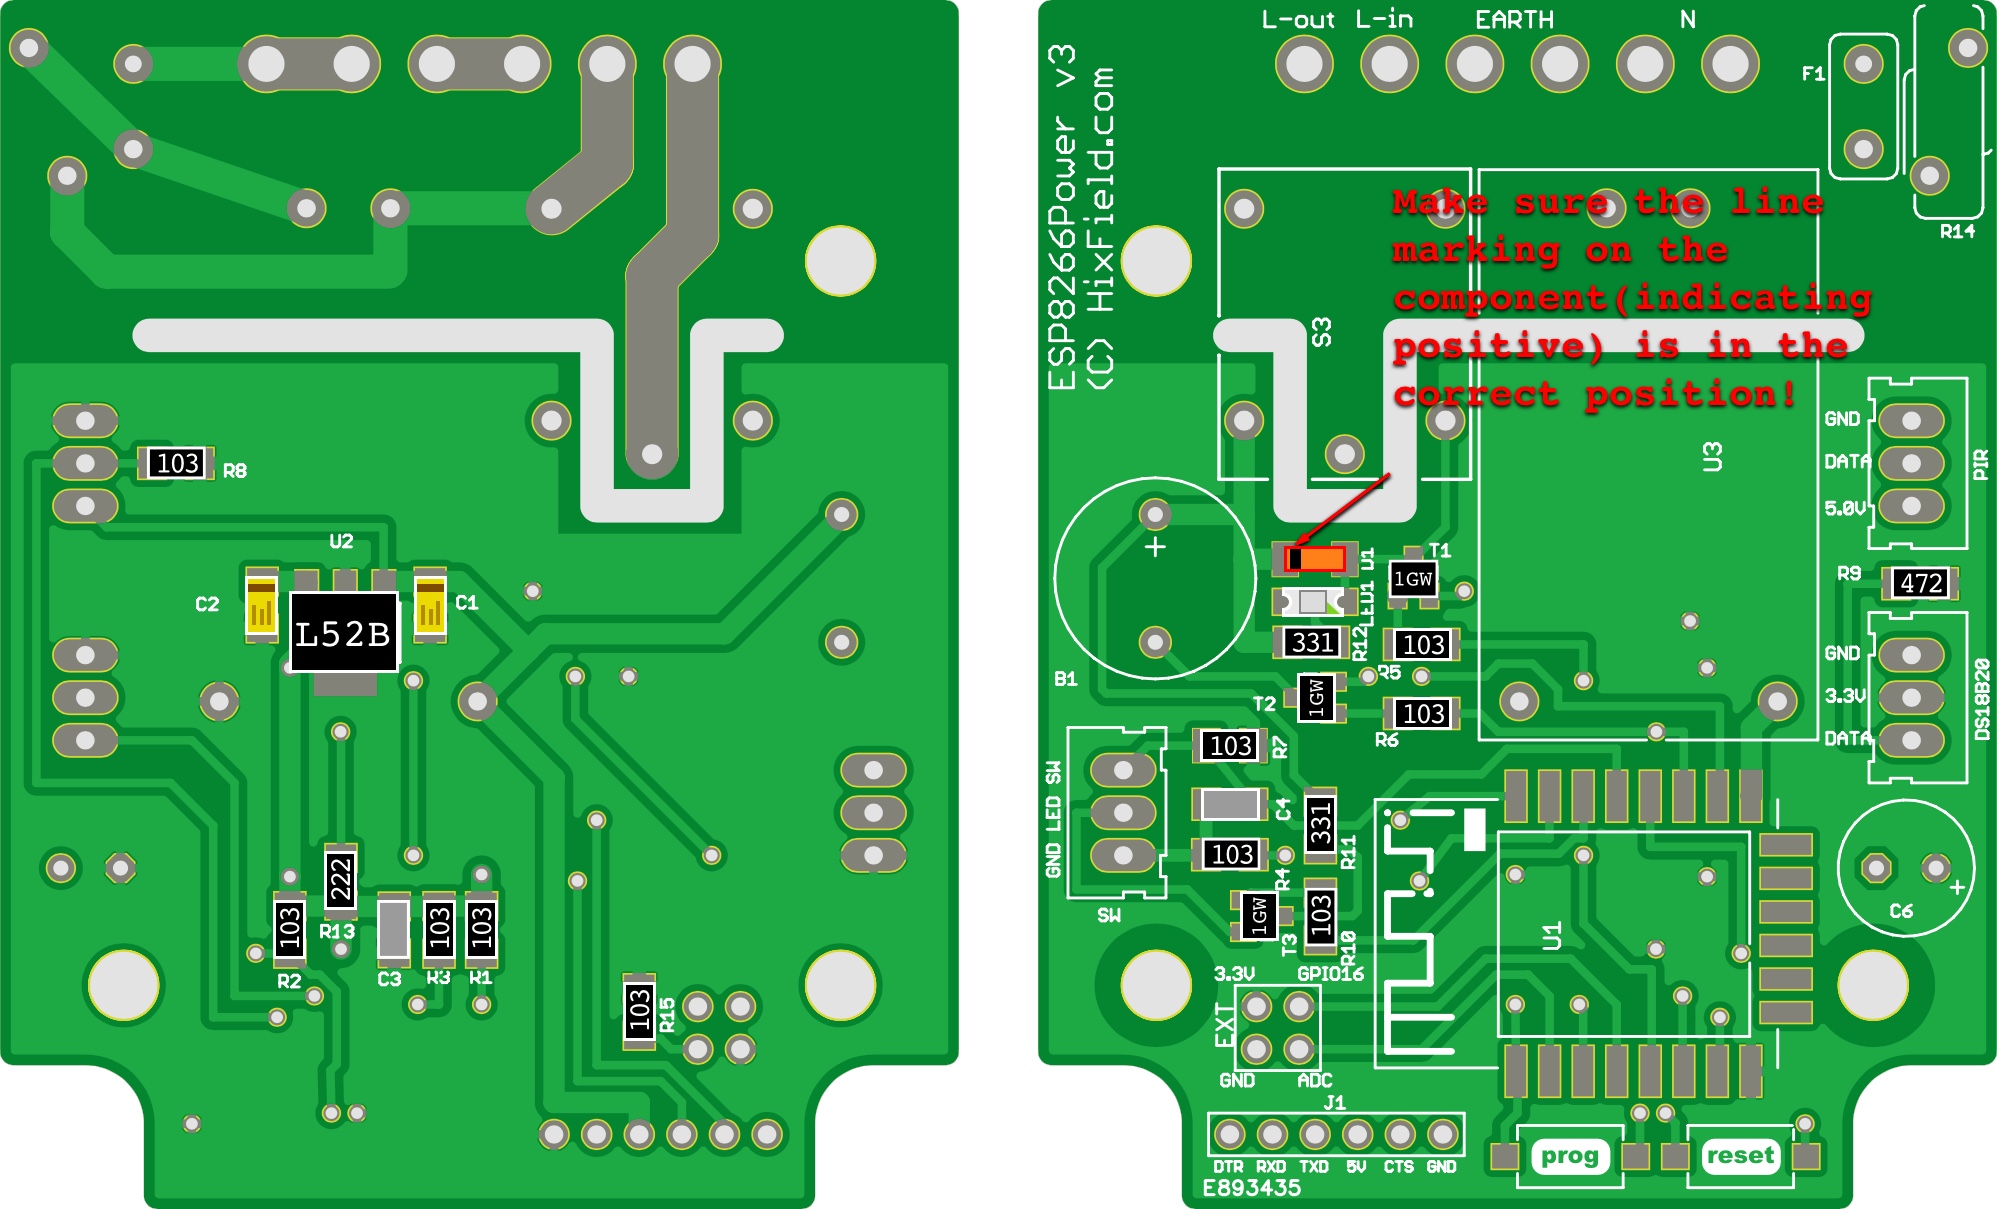 103
R8
U2
C2
C1
L52B
222
103
R13
103
103
R2
C3
R3
R1
103
R15
L-out L-in EARTH N
ESP8266Power v3
(C) HixField.com
F1
R14
Make sure the line
marking on the
component(indicating
positive) is in the
correct position!
S3
U3
GND
DATA
5.0V
PIR
R9
472
GND
3.3V
DATA
DS18B20
+
B1
D1
T1
1GW
LED1
331
R12
103
R5
T2
1GW
103
R6
103
R7
C4
331
R11
103
R4
1GW
T3
103
R10
GND LED SW
SW
U1
C6
+
3.3V GPIO16
EXT
GND ADC
J1
DTR RXD TXD 5V CTS GND
E893435
prog
reset